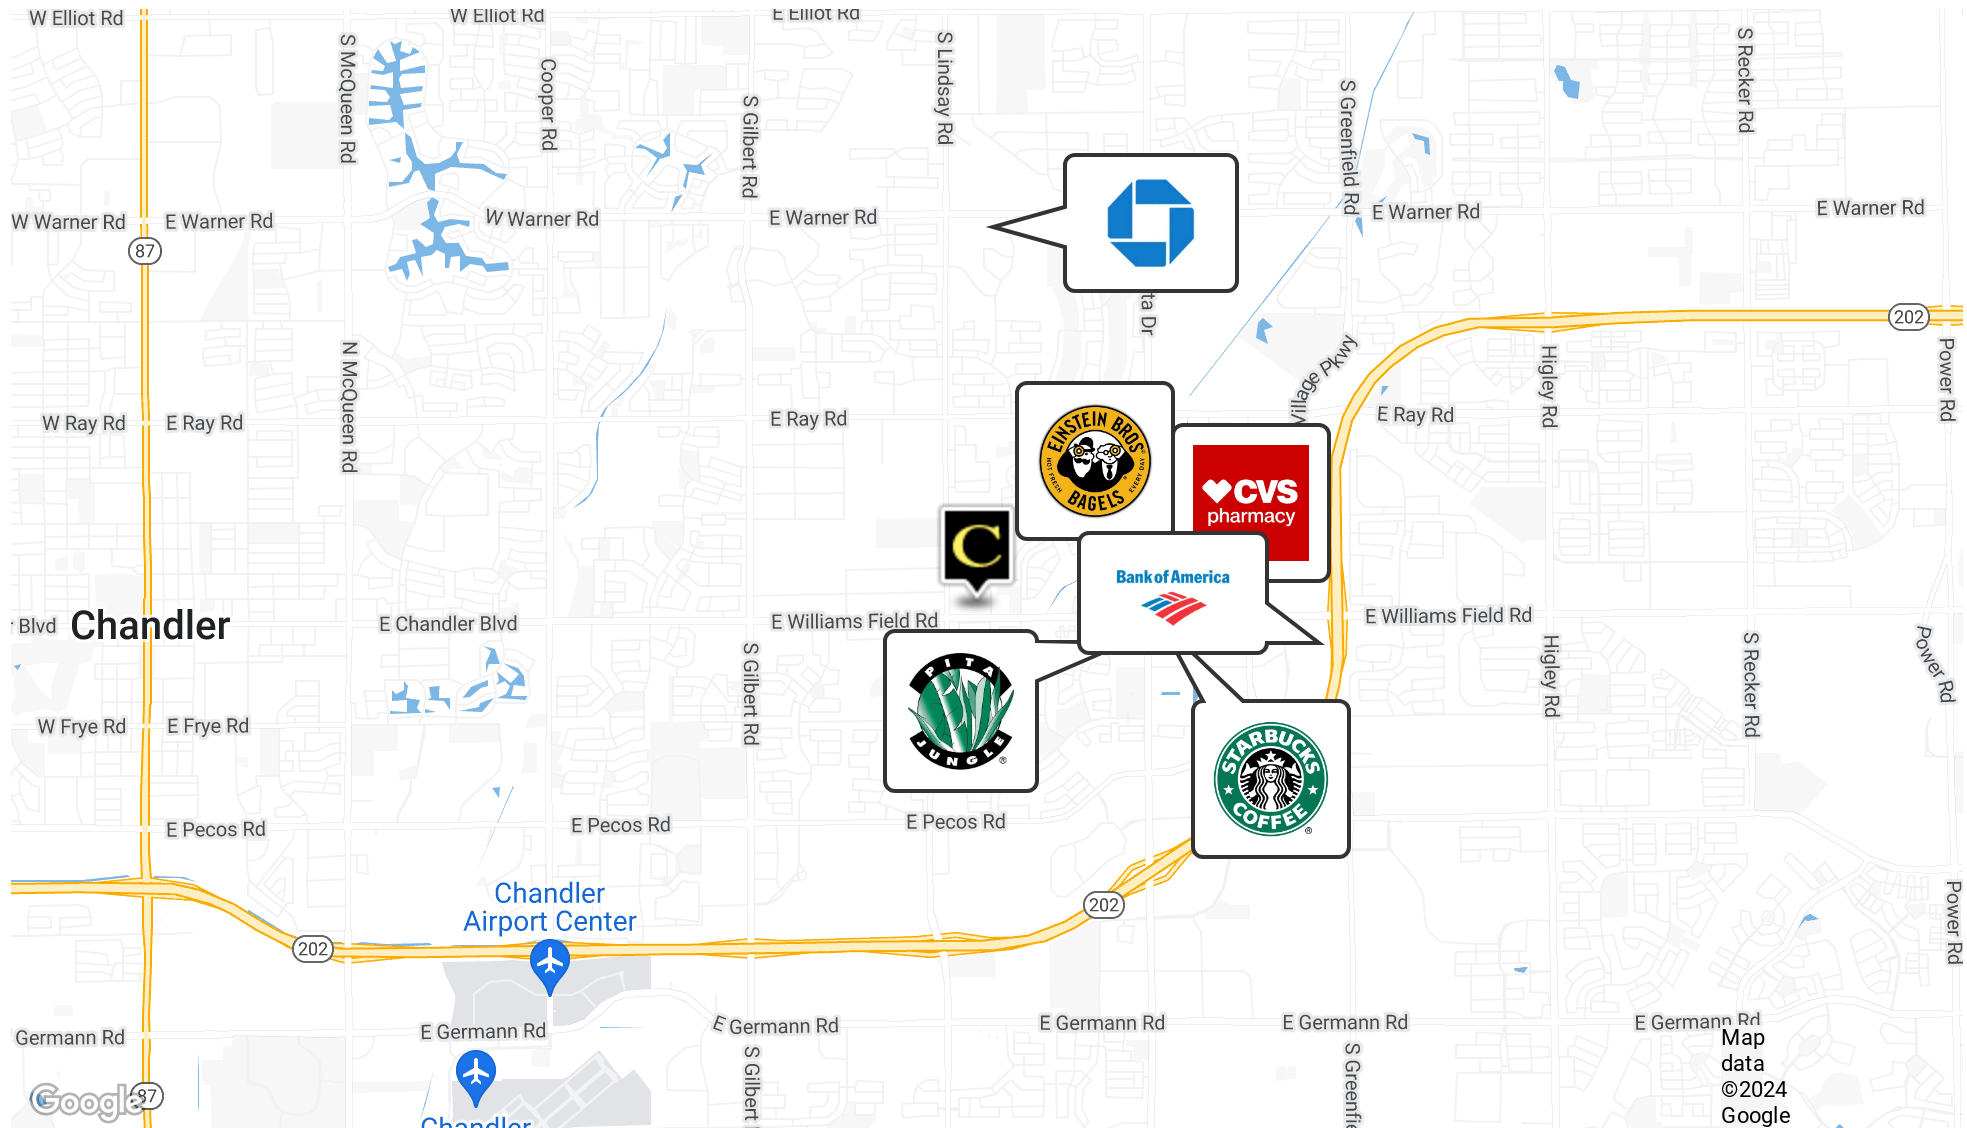 W Elliot Rd
W Elliot Rd
E Elliot Rd
S McQueen Rd
Cooper Rd
S Gilbert Rd
S Lindsay Rd
S Greenfield Rd
S Recker Rd
W Warner Rd
E Warner Rd
W Warner Rd
E Warner Rd
E Warner Rd
E Warner Rd
87
202
ta Dr
Village Pkwy
N McQueen Rd
Higley Rd
Power Rd
W Ray Rd
E Ray Rd
E Ray Rd
E Ray Rd
EINSTEIN BROS
NOT FRESH
EVERY DAY
BAGELS
CVS
pharmacy
C
Bank of America
Blvd
Chandler
E Chandler Blvd
E Williams Field Rd
E Williams Field Rd
S Gilbert Rd
Higley Rd
S Recker Rd
Power Rd
PITA
JUNGLE
®
W Frye Rd
E Frye Rd
STARBUCKS
COFFEE
®
E Pecos Rd
E Pecos Rd
E Pecos Rd
Chandler
Airport Center
202
202
Power Rd
Germann Rd
E Germann Rd
E Germann Rd
E Germann Rd
E Germann Rd
E Germann Rd
S Gilbert
S Greenfie
Map
data
©2024
Google
Google
87
Chandler